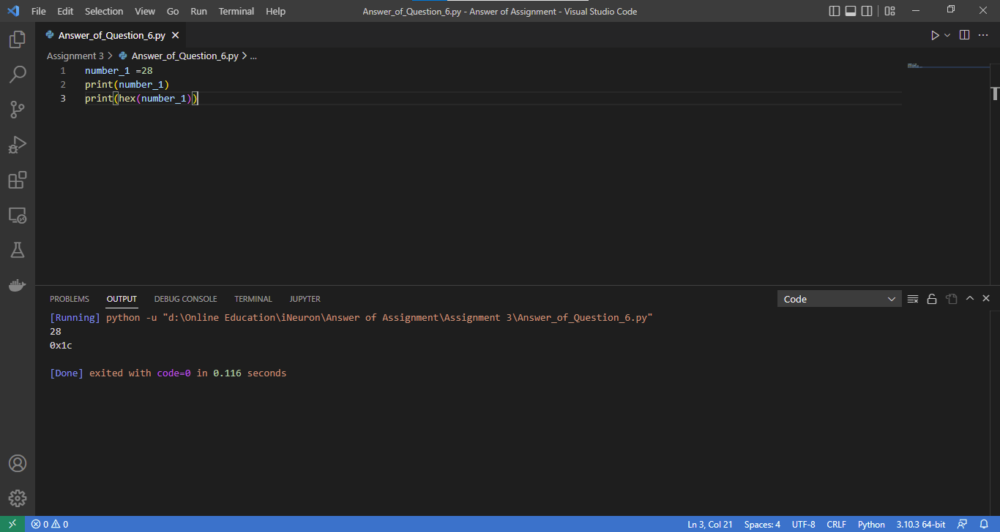 File Edit Selection View Go Run Terminal Help Answer_of_Question_6.py - Answer of Assignment - Visual Studio Code
Answer_of_Question_6.py
Assignment 3 > Answer_of_Question_6.py > ...
1 number_1 =28
2 print(number_1)
3 print(hex(number_1))
PROBLEMS OUTPUT DEBUG CONSOLE TERMINAL JUPYTER Code
[Running] python -u "d:\Online Education\iNeuron\Answer of Assignment\Assignment 3\Answer_of_Question_6.py"
28
0x1c
[Done] exited with code=0 in 0.116 seconds
0 0 Ln 3, Col 21 Spaces: 4 UTF-8 CRLF Python 3.10.3 64-bit